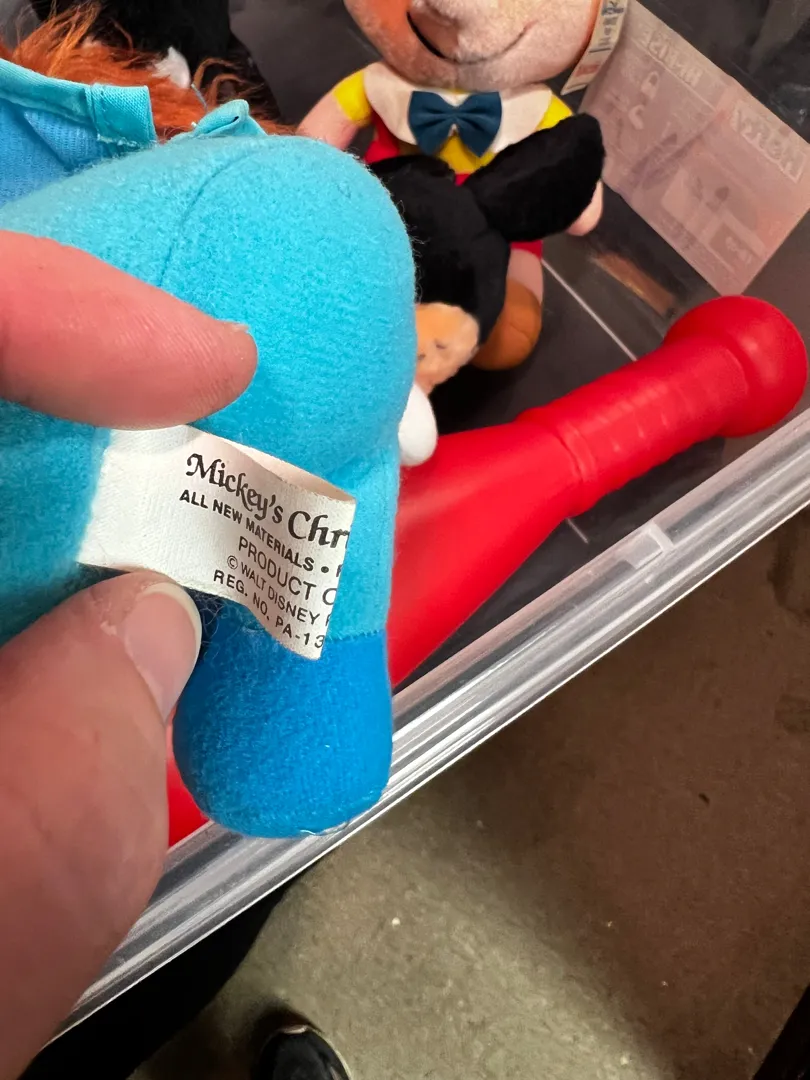 Mickey's Chr
ALL NEW MATERIALS •
PRODUCT
© WALT DISNEY
REG. NO. PA-13